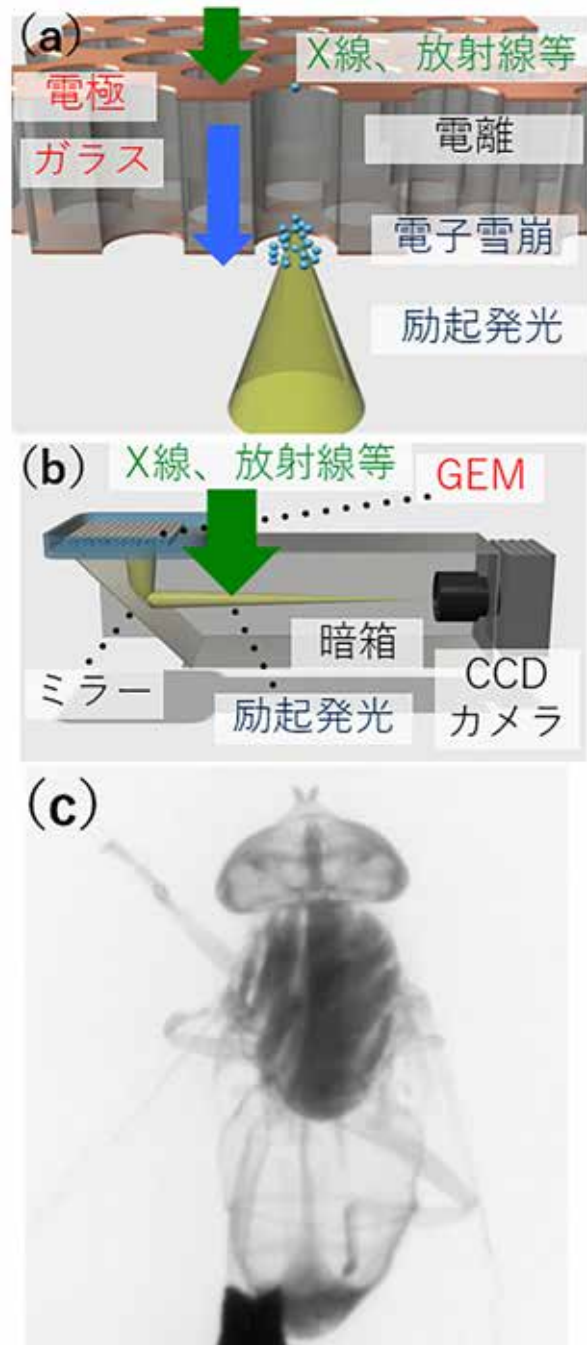 (a)
X線、放射線等
電極
ガラス
電離
電子雪崩
励起発光
(b)
X線、放射線等
GEM
暗箱
ミラー
励起発光
CCD
カメラ
(c)